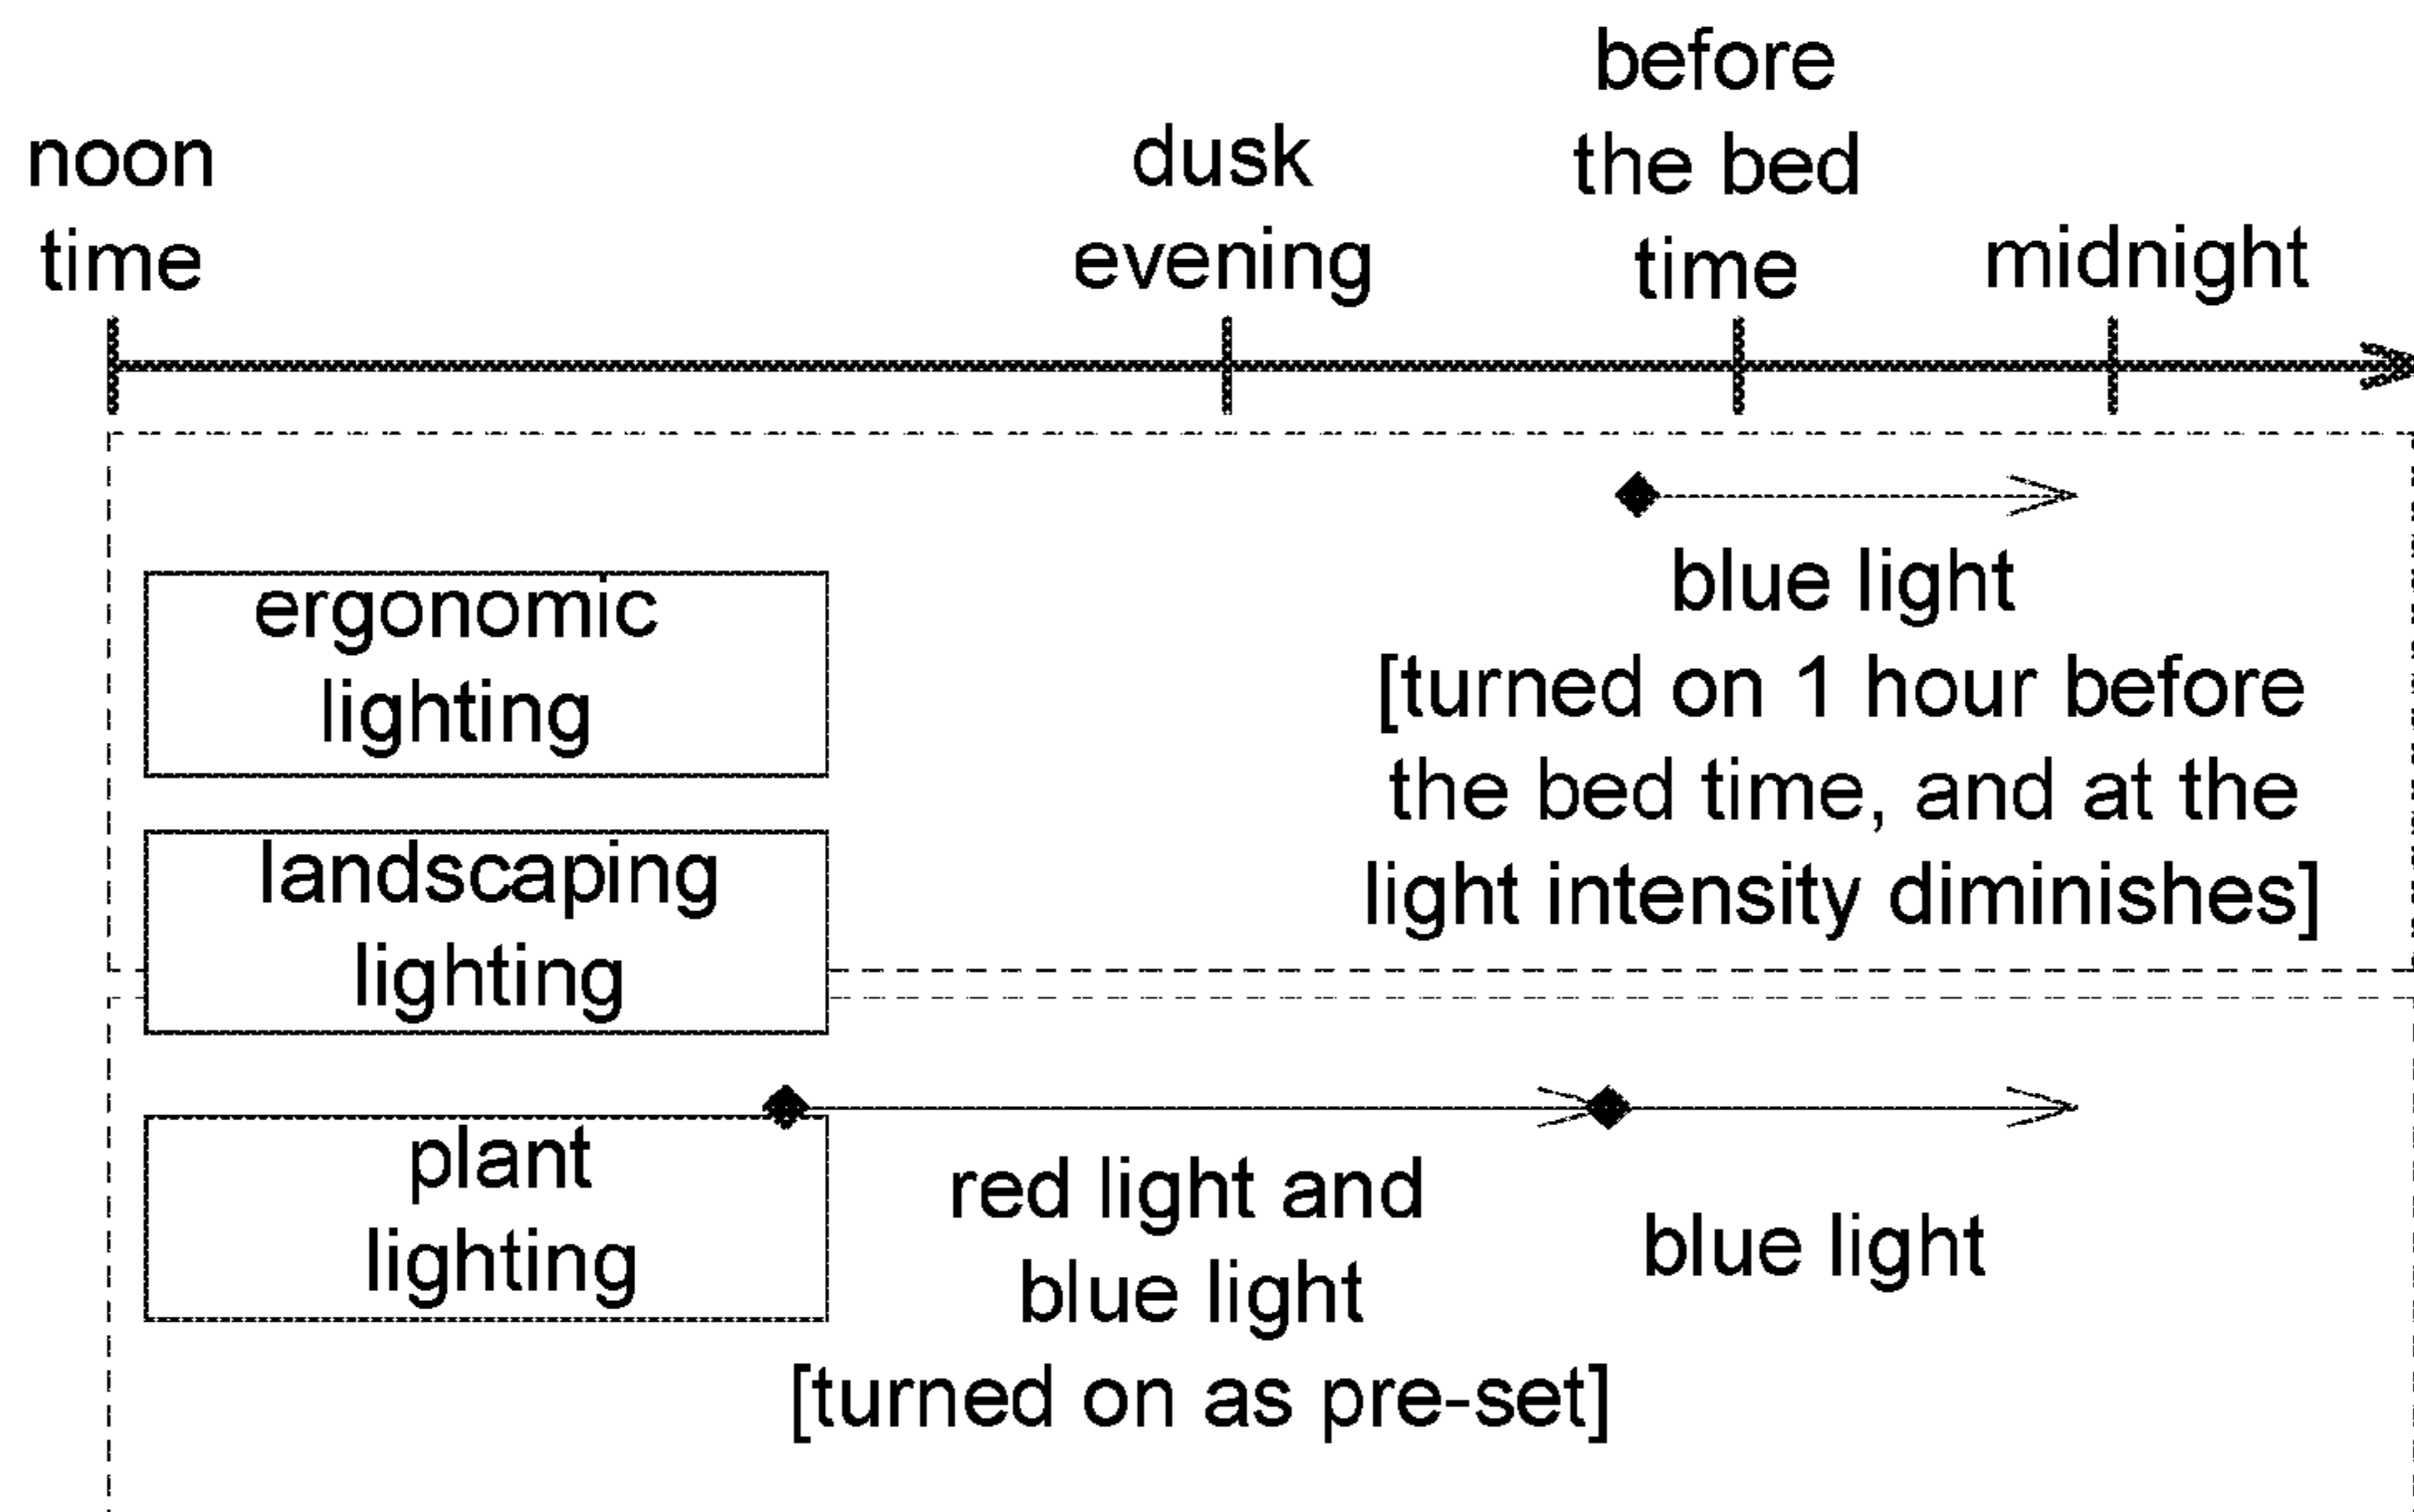 noon
time
dusk
evening
before
the bed
time
midnight
blue light
[turned on 1 hour before
the bed time, and at the
light intensity diminishes]
ergonomic
lighting
landscaping
lighting
plant
lighting
red light and
blue light
[turned on as pre-set]
blue light